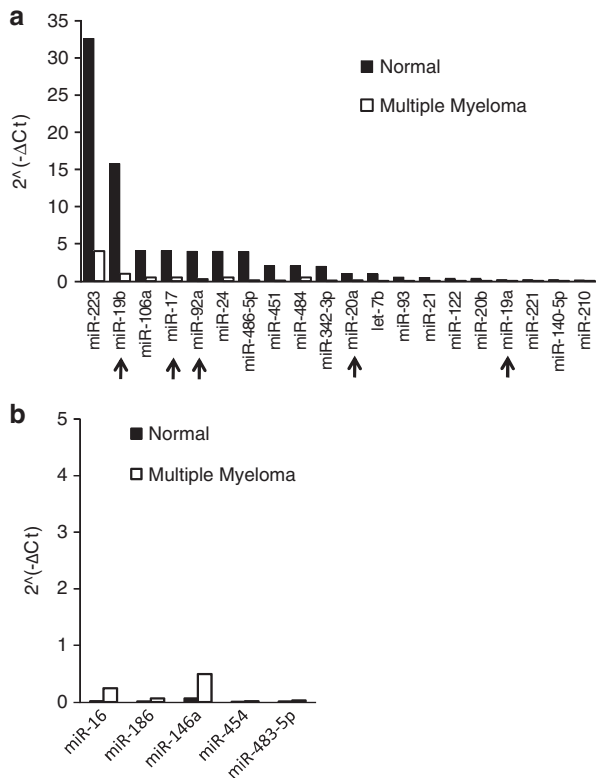 a
35
30
25
20
15
10
5
0
2^(-ΔCt)
Normal
Multiple Myeloma
miR-223
miR-19b
miR-106a
miR-17
miR-92a
miR-24
miR-486-5p
miR-451
miR-484
miR-342-3p
miR-20a
let-7b
miR-93
miR-21
miR-122
miR-20b
miR-19a
miR-221
miR-140-5p
miR-210
b
5
4
3
2
1
0
2^(-ΔCt)
Normal
Multiple Myeloma
miR-16
miR-186
miR-146a
miR-454
miR-483-5p